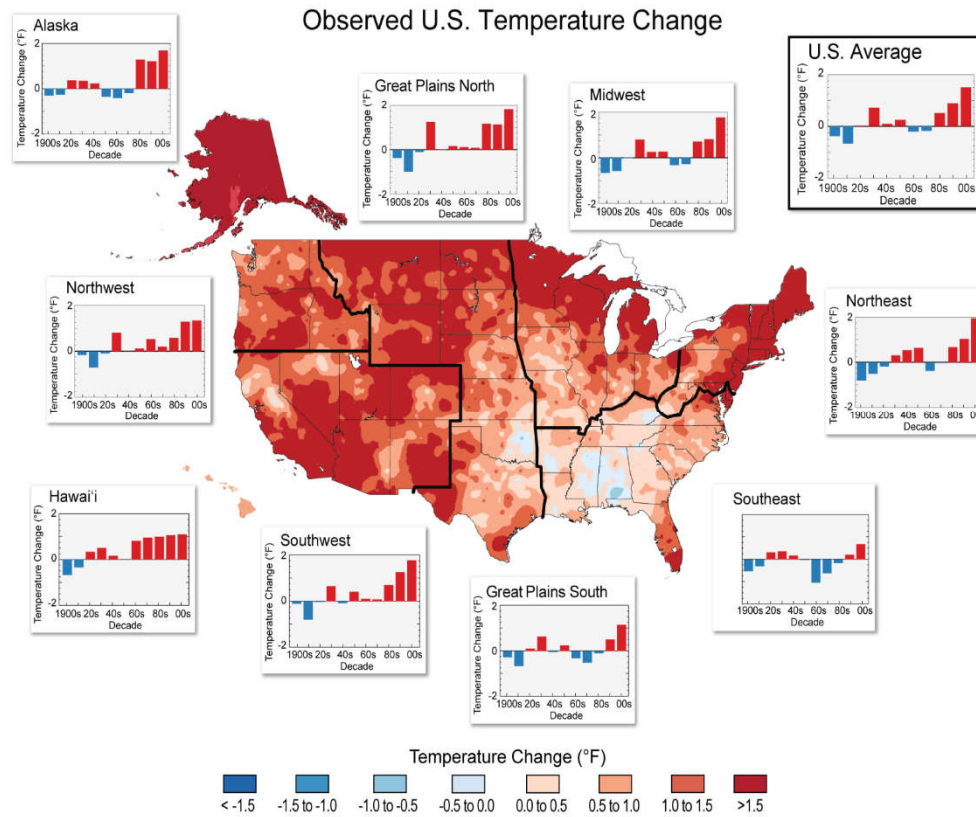 Observed U.S. Temperature Change
Alaska
Temperature Change (°F)
2
0
-2
1900s 20s 40s 60s 80s 00s
Decade
Great Plains North
Temperature Change (°F)
2
0
-2
1900s 20s 40s 60s 80s 00s
Decade
Midwest
Temperature Change (°F)
2
0
-2
1900s 20s 40s 60s 80s 00s
Decade
U.S. Average
Temperature Change (°F)
2
0
-2
1900s 20s 40s 60s 80s 00s
Decade
Northwest
Temperature Change (°F)
2
0
-2
1900s 20s 40s 60s 80s 00s
Decade
Northeast
Temperature Change (°F)
2
0
-2
1900s 20s 40s 60s 80s 00s
Decade
Hawai'i
Temperature Change (°F)
2
0
-2
1900s 20s 40s 60s 80s 00s
Decade
Southwest
Temperature Change (°F)
2
0
-2
1900s 20s 40s 60s 80s 00s
Decade
Great Plains South
Temperature Change (°F)
2
0
-2
1900s 20s 40s 60s 80s 00s
Decade
Southeast
Temperature Change (°F)
2
0
-2
1900s 20s 40s 60s 80s 00s
Decade
Temperature Change (°F)
< -1.5 -1.5 to -1.0 -1.0 to -0.5 -0.5 to 0.0 0.0 to 0.5 0.5 to 1.0 1.0 to 1.5 >1.5